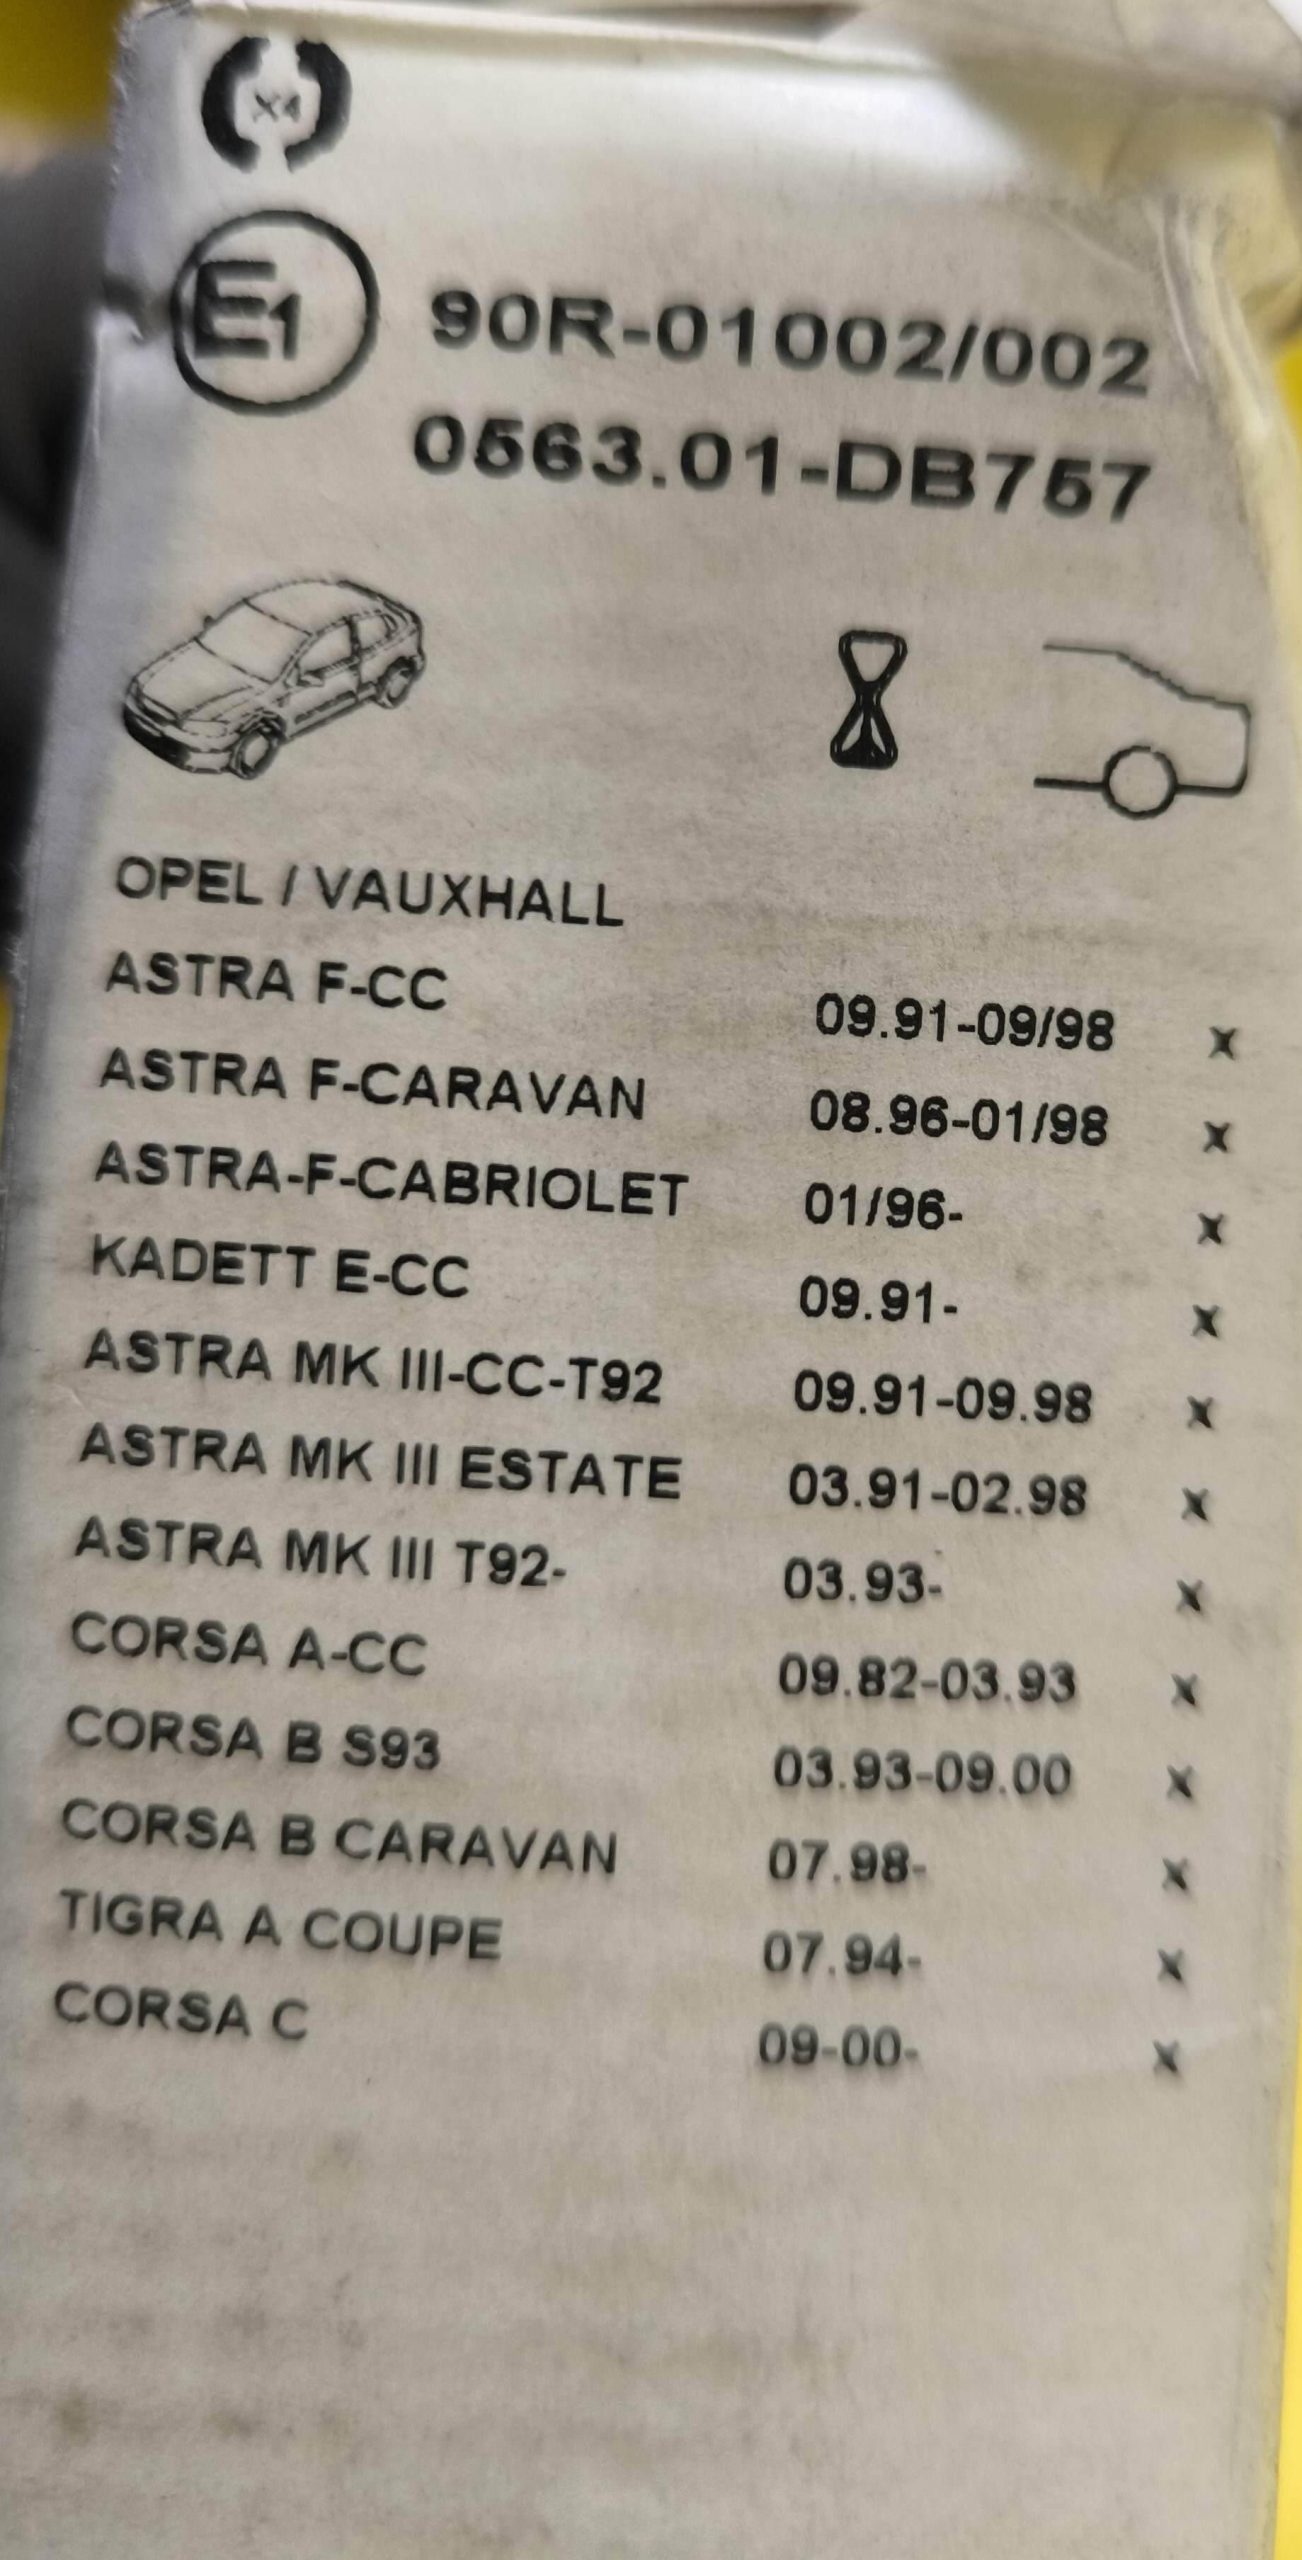 X4
E1 90R-01002/002
0563.01-DB757
OPEL / VAUXHALL
ASTRA F-CC 09.91-09/98 x
ASTRA F-CARAVAN 08.96-01/98 x
ASTRA-F-CABRIOLET 01/96- x
KADETT E-CC 09.91- x
ASTRA MK III-CC-T92 09.91-09.98 x
ASTRA MK III ESTATE 03.91-02.98 x
ASTRA MK III T92- 03.93- x
CORSA A-CC 09.82-03.93 x
CORSA B S93 03.93-09.00 x
CORSA B CARAVAN 07.98- x
TIGRA A COUPE 07.94- x
CORSA C 09-00- x